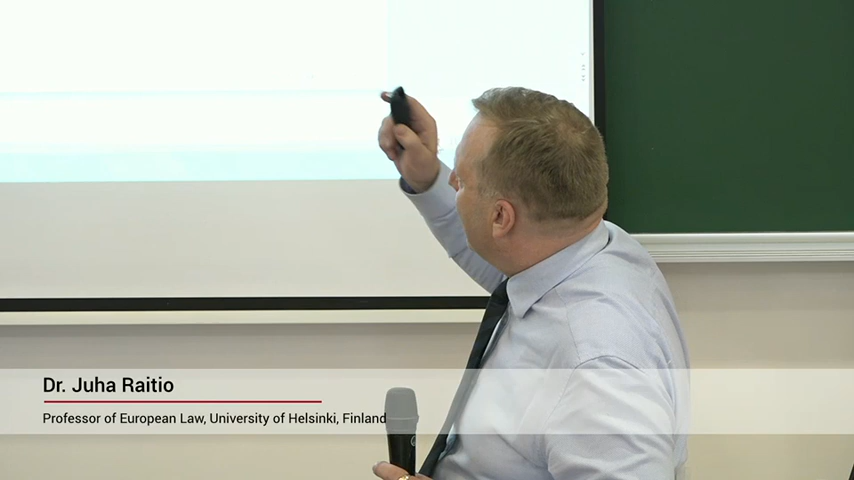 Dr. Juha Raitio
Professor of European Law, University of Helsinki, Finland